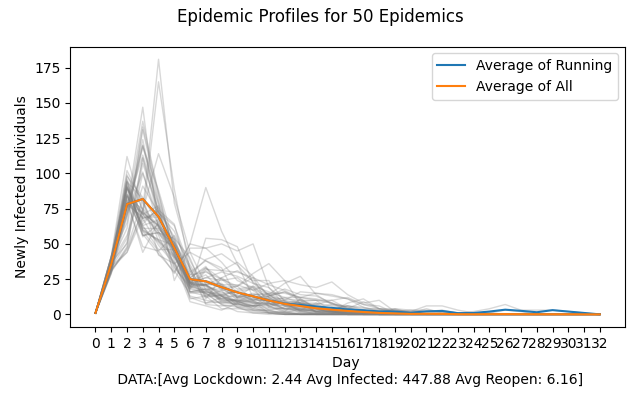 Epidemic Profiles for 50 Epidemics
Newly Infected Individuals
175
150
125
100
75
50
25
0
Average of Running
Average of All
0 1 2 3 4 5 6 7 8 9 10 11 12 13 14 15 16 17 18 19 20 21 22 23 24 25 26 27 28 29 30 31 32
Day
DATA:[Avg Lockdown: 2.44 Avg Infected: 447.88 Avg Reopen: 6.16]